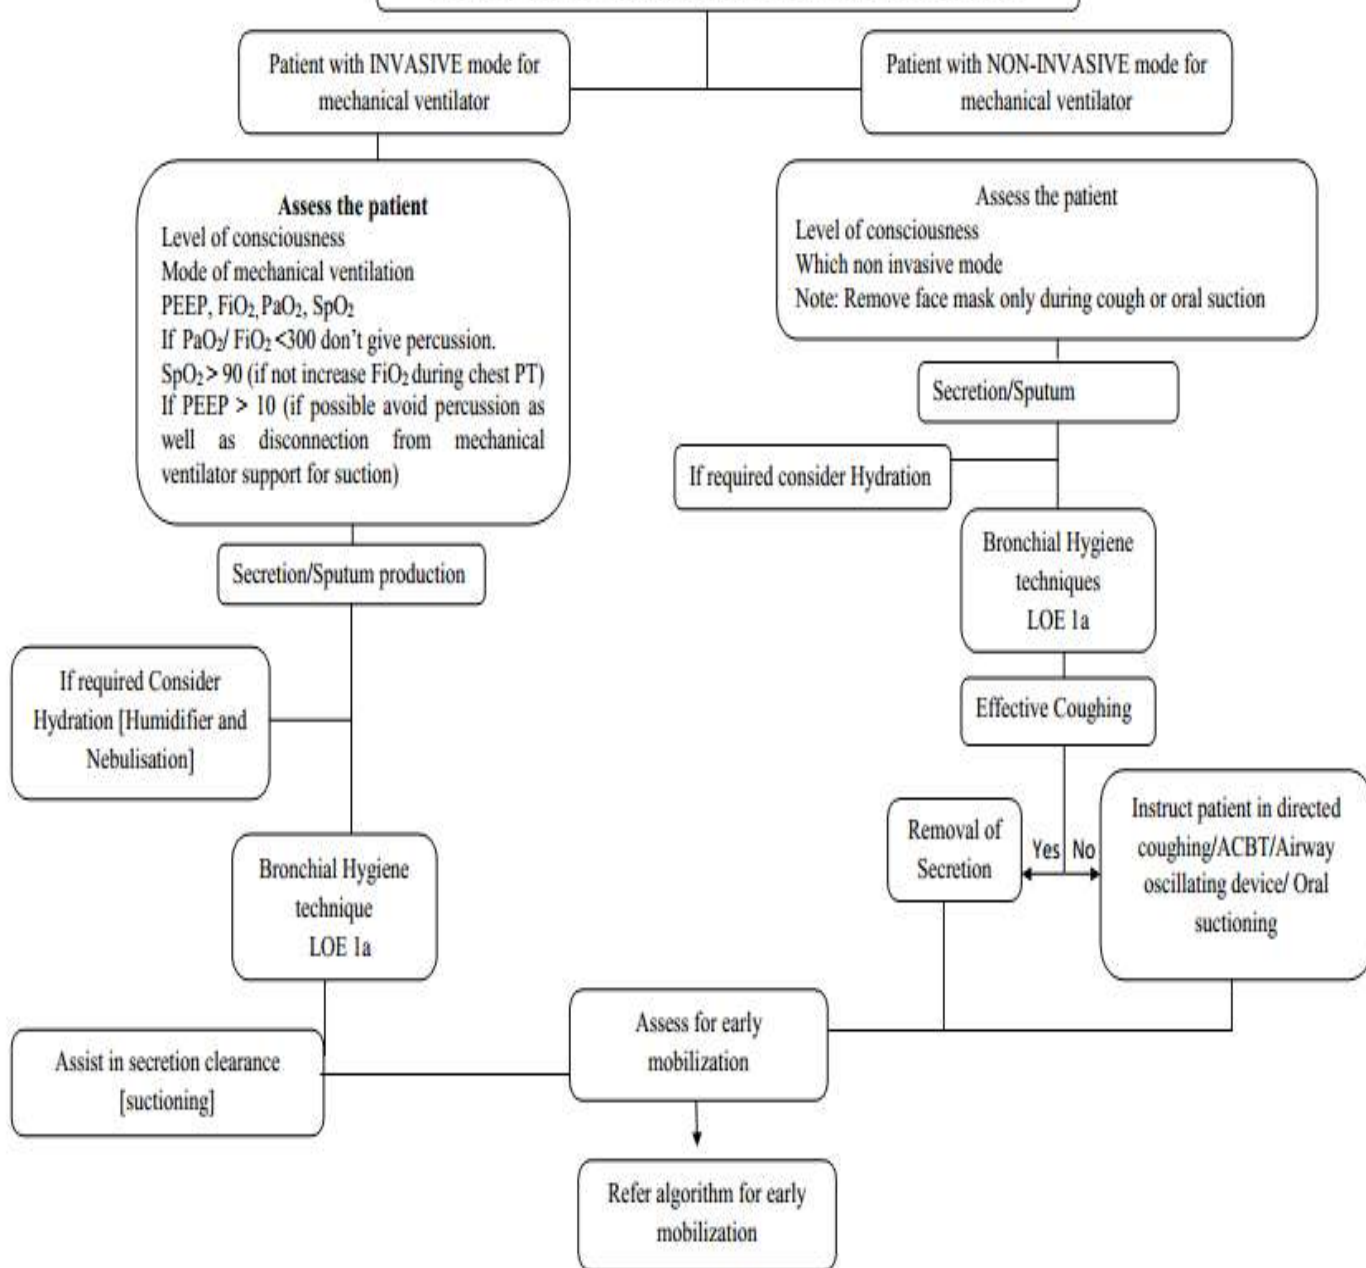 Patient with INVASIVE mode for
mechanical ventilator
Patient with NON-INVASIVE mode for
mechanical ventilator
Assess the patient
Level of consciousness
Mode of mechanical ventilation
PEEP, FiO₂, PaO₂, SpO₂
If PaO₂/ FiO₂ <300 don't give percussion.
SpO₂ > 90 (if not increase FiO₂ during chest PT)
If PEEP > 10 (if possible avoid percussion as
well as disconnection from mechanical
ventilator support for suction)
Assess the patient
Level of consciousness
Which non invasive mode
Note: Remove face mask only during cough or oral suction
Secretion/Sputum
If required consider Hydration
Bronchial Hygiene
techniques
LOE 1a
Secretion/Sputum production
If required Consider
Hydration [Humidifier and
Nebulisation]
Effective Coughing
Removal of
Secretion
Yes No
Instruct patient in directed
coughing/ACBT/Airway
oscillating device/ Oral
suctioning
Bronchial Hygiene
technique
LOE 1a
Assist in secretion clearance
[suctioning]
Assess for early
mobilization
Refer algorithm for early
mobilization